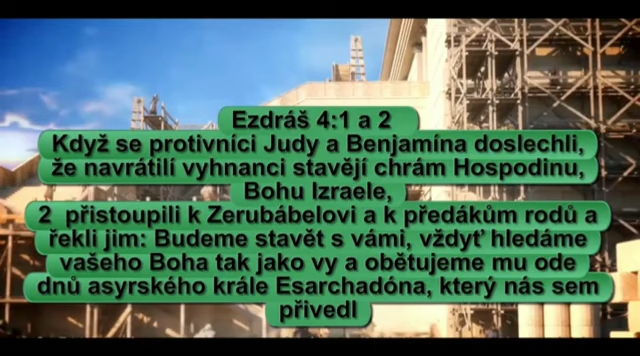 Ezdráš 4:1 a 2
Když se protivníci Judy a Benjamína doslechli,
že navrátilí vyhnanci stavějí chrám Hospodinu,
Bohu Izraele,
2 přistoupili k Zerubábelovi a k předákům rodů a
řekli jim: Budeme stavět s vámi, vždyť hledáme
vašeho Boha tak jako vy a obětujeme mu ode
dnů asyrského krále Esarchadóna, který nás sem
přivedl